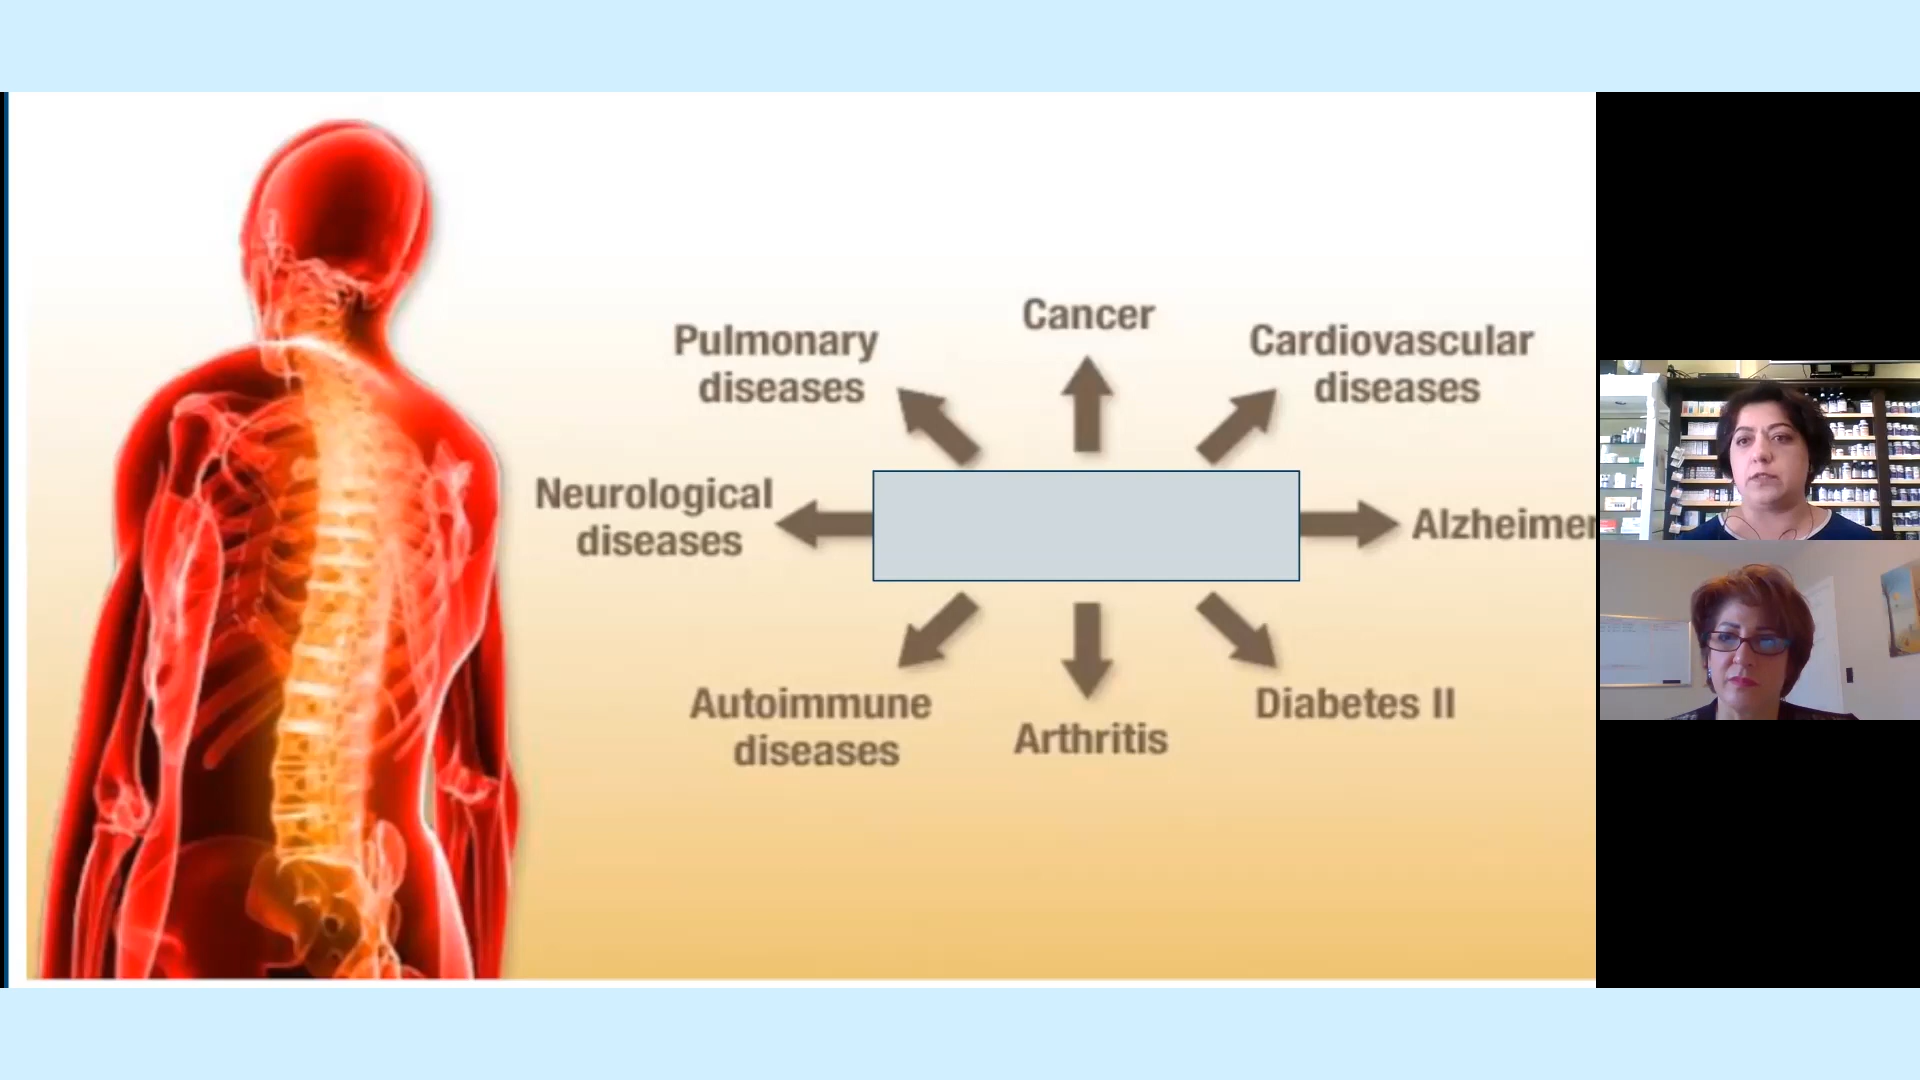 Cancer
Pulmonary
diseases
Cardiovascular
diseases
Neurological
diseases
Alzheimer
Autoimmune
diseases
Arthritis
Diabetes II